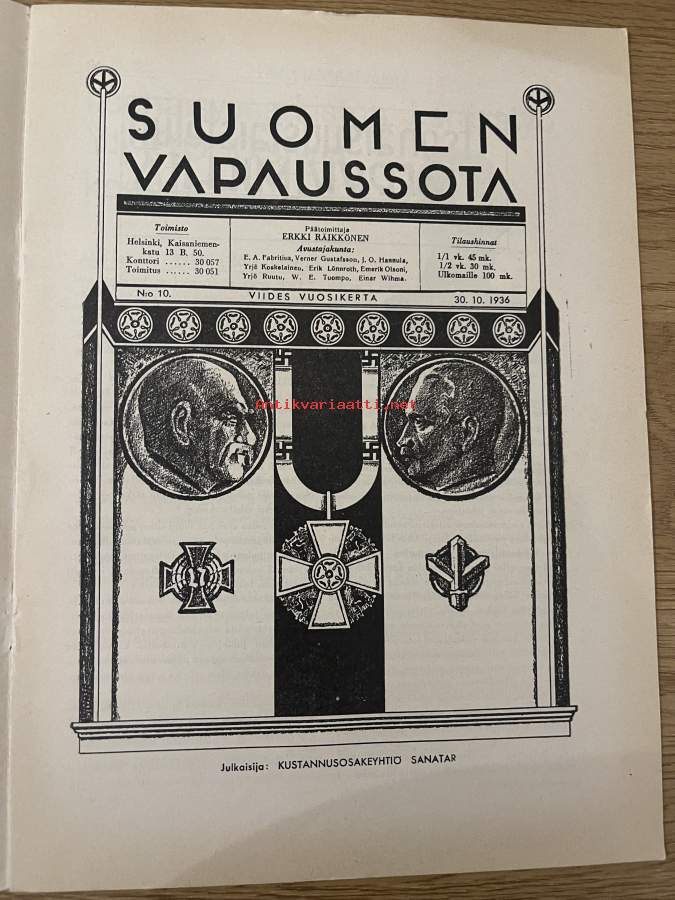 SUOMEN
VAPAUSSOTA
Toimisto
Helsinki, Kaisaniemen-
katu 13 B. 50.
Konttori ...... 30 057
Toimitus ...... 30 051
Päätoimittaja
ERKKI RÄIKKÖNEN
Avustajakunta:
E. A. Fabritius, Verner Gustafsson, J. O. Hannula,
Yrjö Koskelainen, Erik Lönnroth, Emerik Olsoni,
Yrjö Ruutu, W. E. Tuompo, Einar Wihma.
Tilaushinnat
1/1 vk. 45 mk.
1/2 vk. 30 mk.
Ulkomaille 100 mk.
N:o 10. VIIDES VUOSIKERTA 30. 10. 1936
antikvariaatti.net
Julkaisija: KUSTANNUSOSAKEYHTIÖ SANATAR